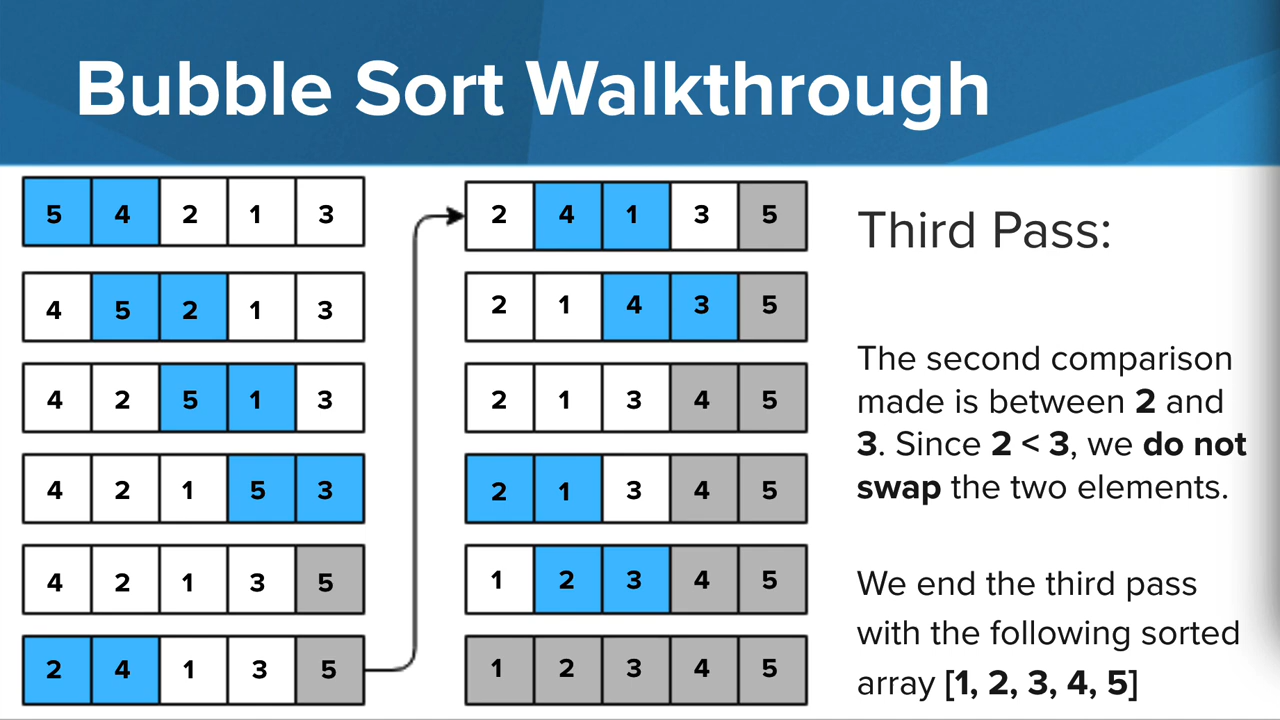 Bubble Sort Walkthrough
5 4 2 1 3
4 5 2 1 3
4 2 5 1 3
4 2 1 5 3
4 2 1 3 5
2 4 1 3 5
2 4 1 3 5
2 1 4 3 5
2 1 3 4 5
2 1 3 4 5
1 2 3 4 5
1 2 3 4 5
Third Pass:
The second comparison
made is between 2 and
3. Since 2 < 3, we do not
swap the two elements.
We end the third pass
with the following sorted
array [1, 2, 3, 4, 5]